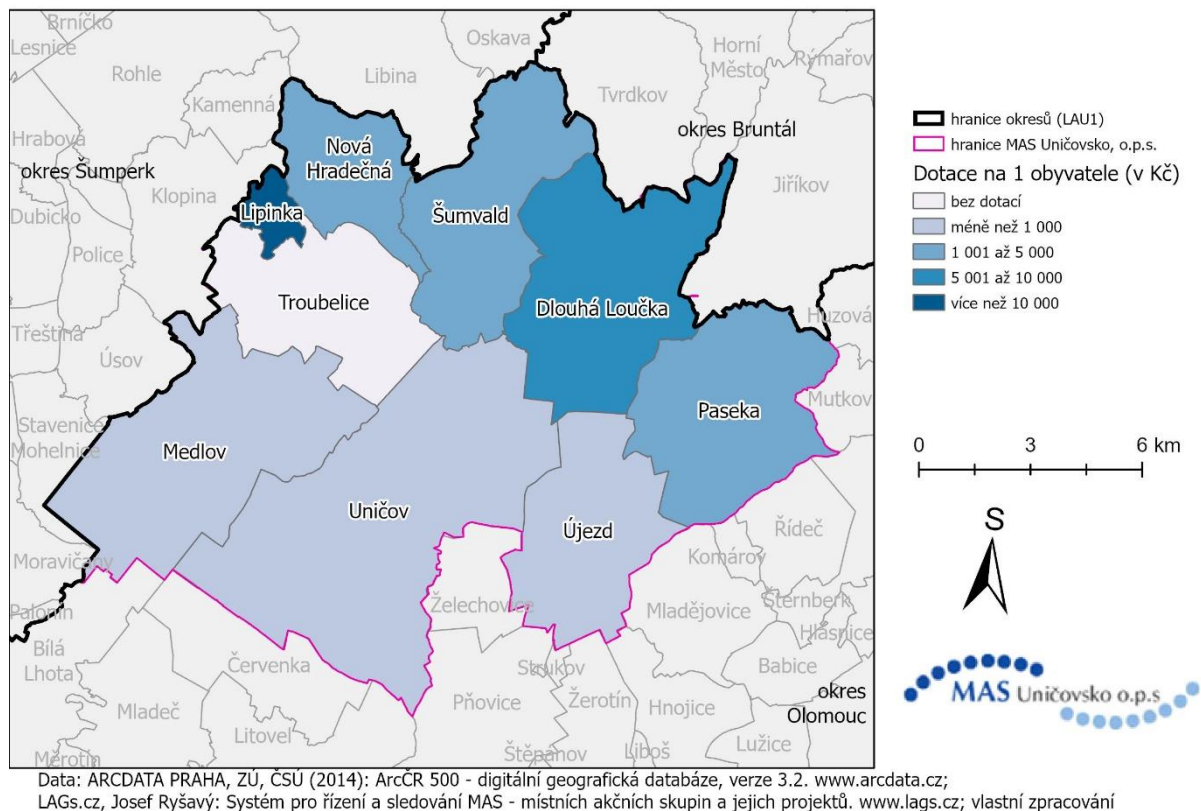 Brníčko
Lesnice
Rohle
Kamenná
Hrabová
okres Šumperk
Klopina
Dubicko
Police
Třeština
Úsov
Stavenice
Mohelnice
Moravičany
Palonín
Bílá
Lhota
Mladeč
Měrotín
Libina
Oskava
Tvrdkov
Horní
Město
Rýmařov
okres Bruntál
Jiříkov
Huzová
Mutkov
Nová
Hradečná
Lipinka
Šumvald
Troubelice
Dlouhá Loučka
Paseka
Medlov
Uničov
Újezd
Řídeč
Komárov
Želechovice
Mladějovice
Šternberk
Hlásnice
Babice
Červenka
Strukov
Pňovice
Žerotín
Hnojice
okres
Olomouc
Litovel
Štěpánov
Liboš
Lužice
hranice okresů (LAU1)
hranice MAS Uničovsko, o.p.s.
Dotace na 1 obyvatele (v Kč)
bez dotací
méně než 1 000
1 001 až 5 000
5 001 až 10 000
více než 10 000
0 3 6 km
S
MAS Uničovsko o.p.s
Data: ARCDATA PRAHA, ZÚ, ČSÚ (2014): ArcČR 500 - digitální geografická databáze, verze 3.2. www.arcdata.cz;
LAGs.cz, Josef Ryšavý: Systém pro řízení a sledování MAS - místních akčních skupin a jejich projektů. www.lags.cz; vlastní zpracování